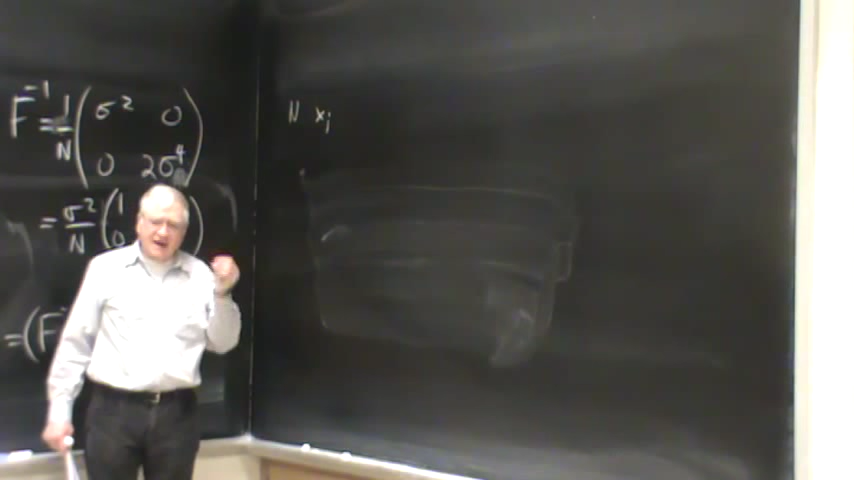 F⁻¹ = 1/N ( σ² 0
0 2σ⁴ )
= σ²/N ( 1
0 )
= (F
N xᵢ